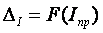 Δ_I = F(I_пр)